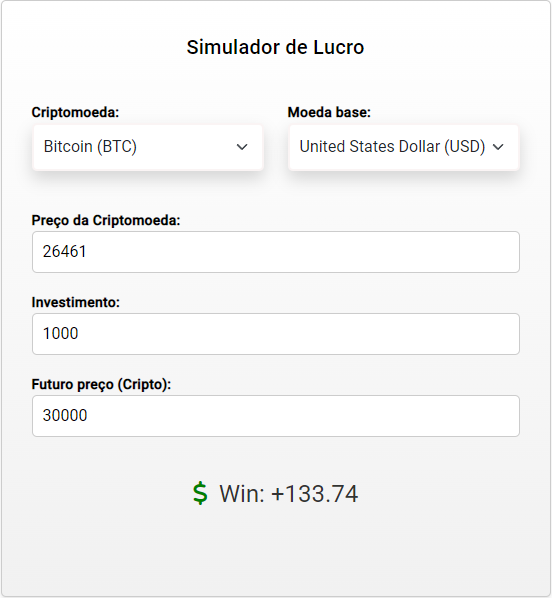 Simulador de Lucro
Criptomoeda: Moeda base:
Bitcoin (BTC) United States Dollar (USD)
Preço da Criptomoeda:
26461
Investimento:
1000
Futuro preço (Cripto):
30000
$ Win: +133.74